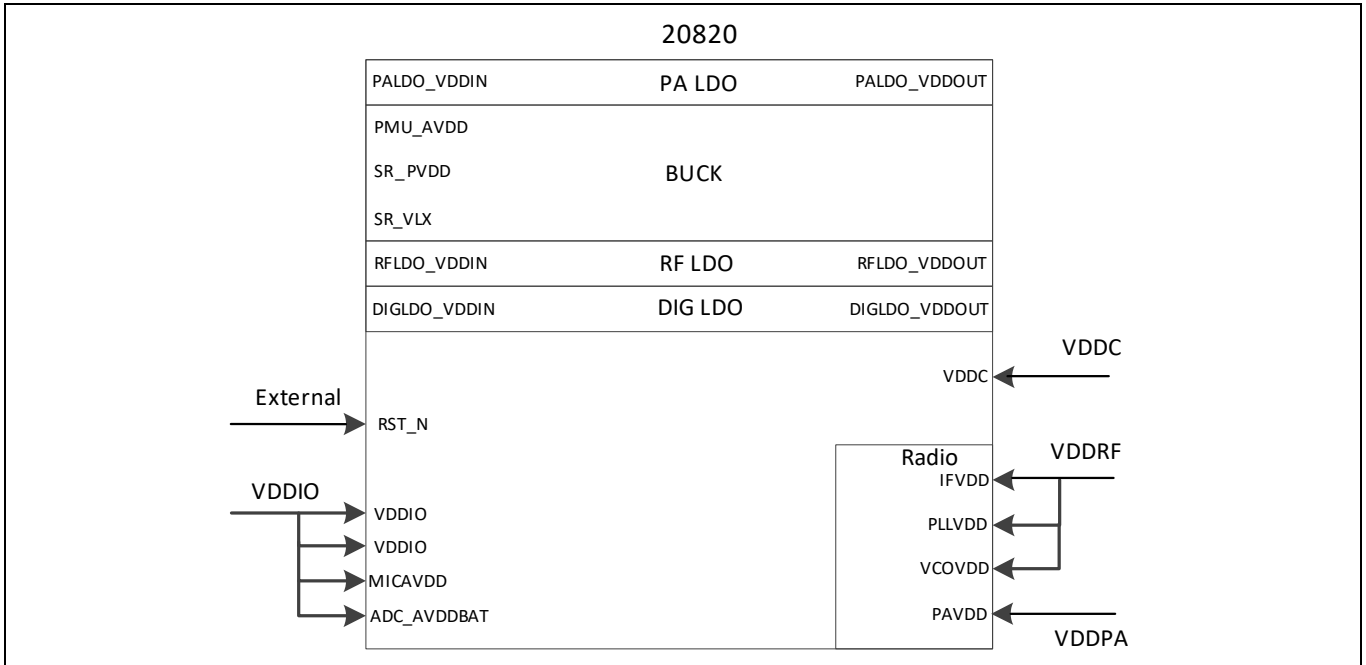 20820
PALDO_VDDIN PA LDO PALDO_VDDOUT
PMU_AVDD
SR_PVDD BUCK
SR_VLX
RFLDO_VDDIN RF LDO RFLDO_VDDOUT
DIGLDO_VDDIN DIG LDO DIGLDO_VDDOUT
VDDC
VDDC
External
RST_N
Radio VDDRF
IFVDD
VDDIO
VDDIO
PLLVDD
VDDIO
VCOVDD
MICAVDD
ADC_AVDDBAT
PAVDD
VDDPA